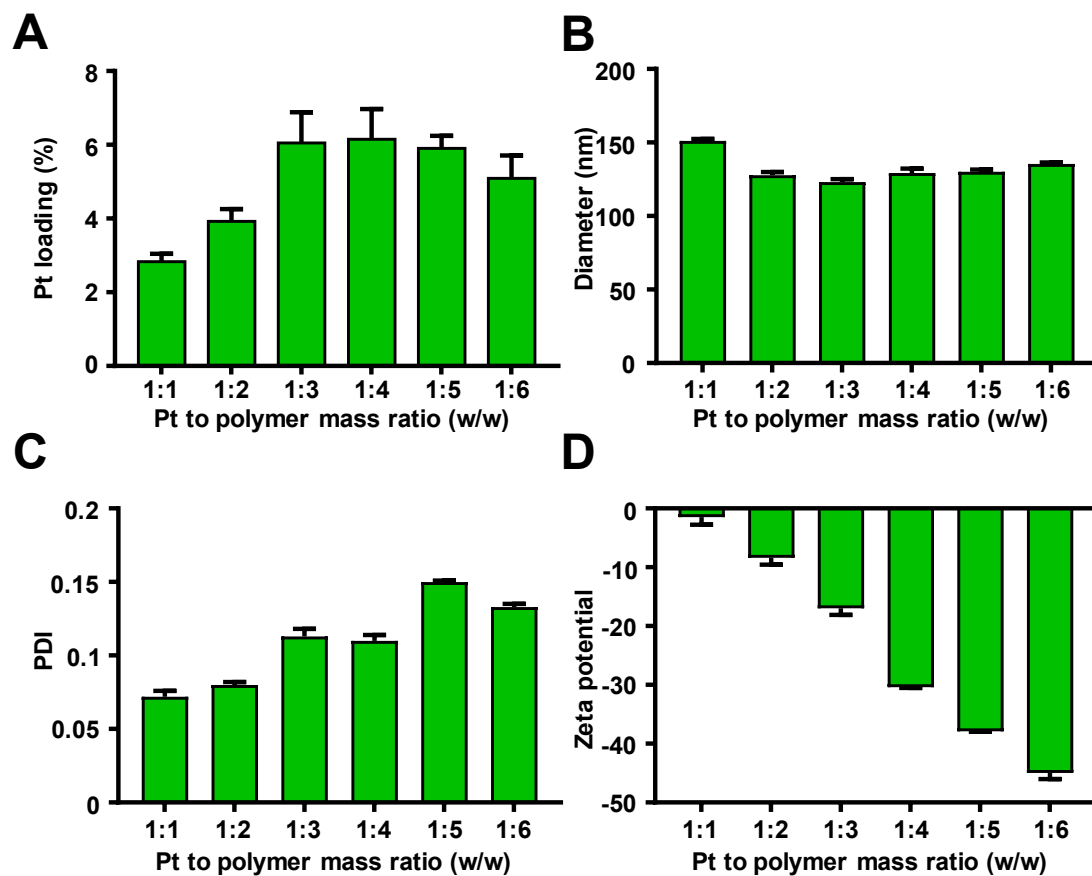 A
Pt loading (%)
8
6
4
2
0
1:1 1:2 1:3 1:4 1:5 1:6
Pt to polymer mass ratio (w/w)
B
Diameter (nm)
200
150
100
50
0
1:1 1:2 1:3 1:4 1:5 1:6
Pt to polymer mass ratio (w/w)
C
PDI
0.2
0.15
0.1
0.05
0
1:1 1:2 1:3 1:4 1:5 1:6
Pt to polymer mass ratio (w/w)
D
Zeta potential
0
-10
-20
-30
-40
-50
1:1 1:2 1:3 1:4 1:5 1:6
Pt to polymer mass ratio (w/w)